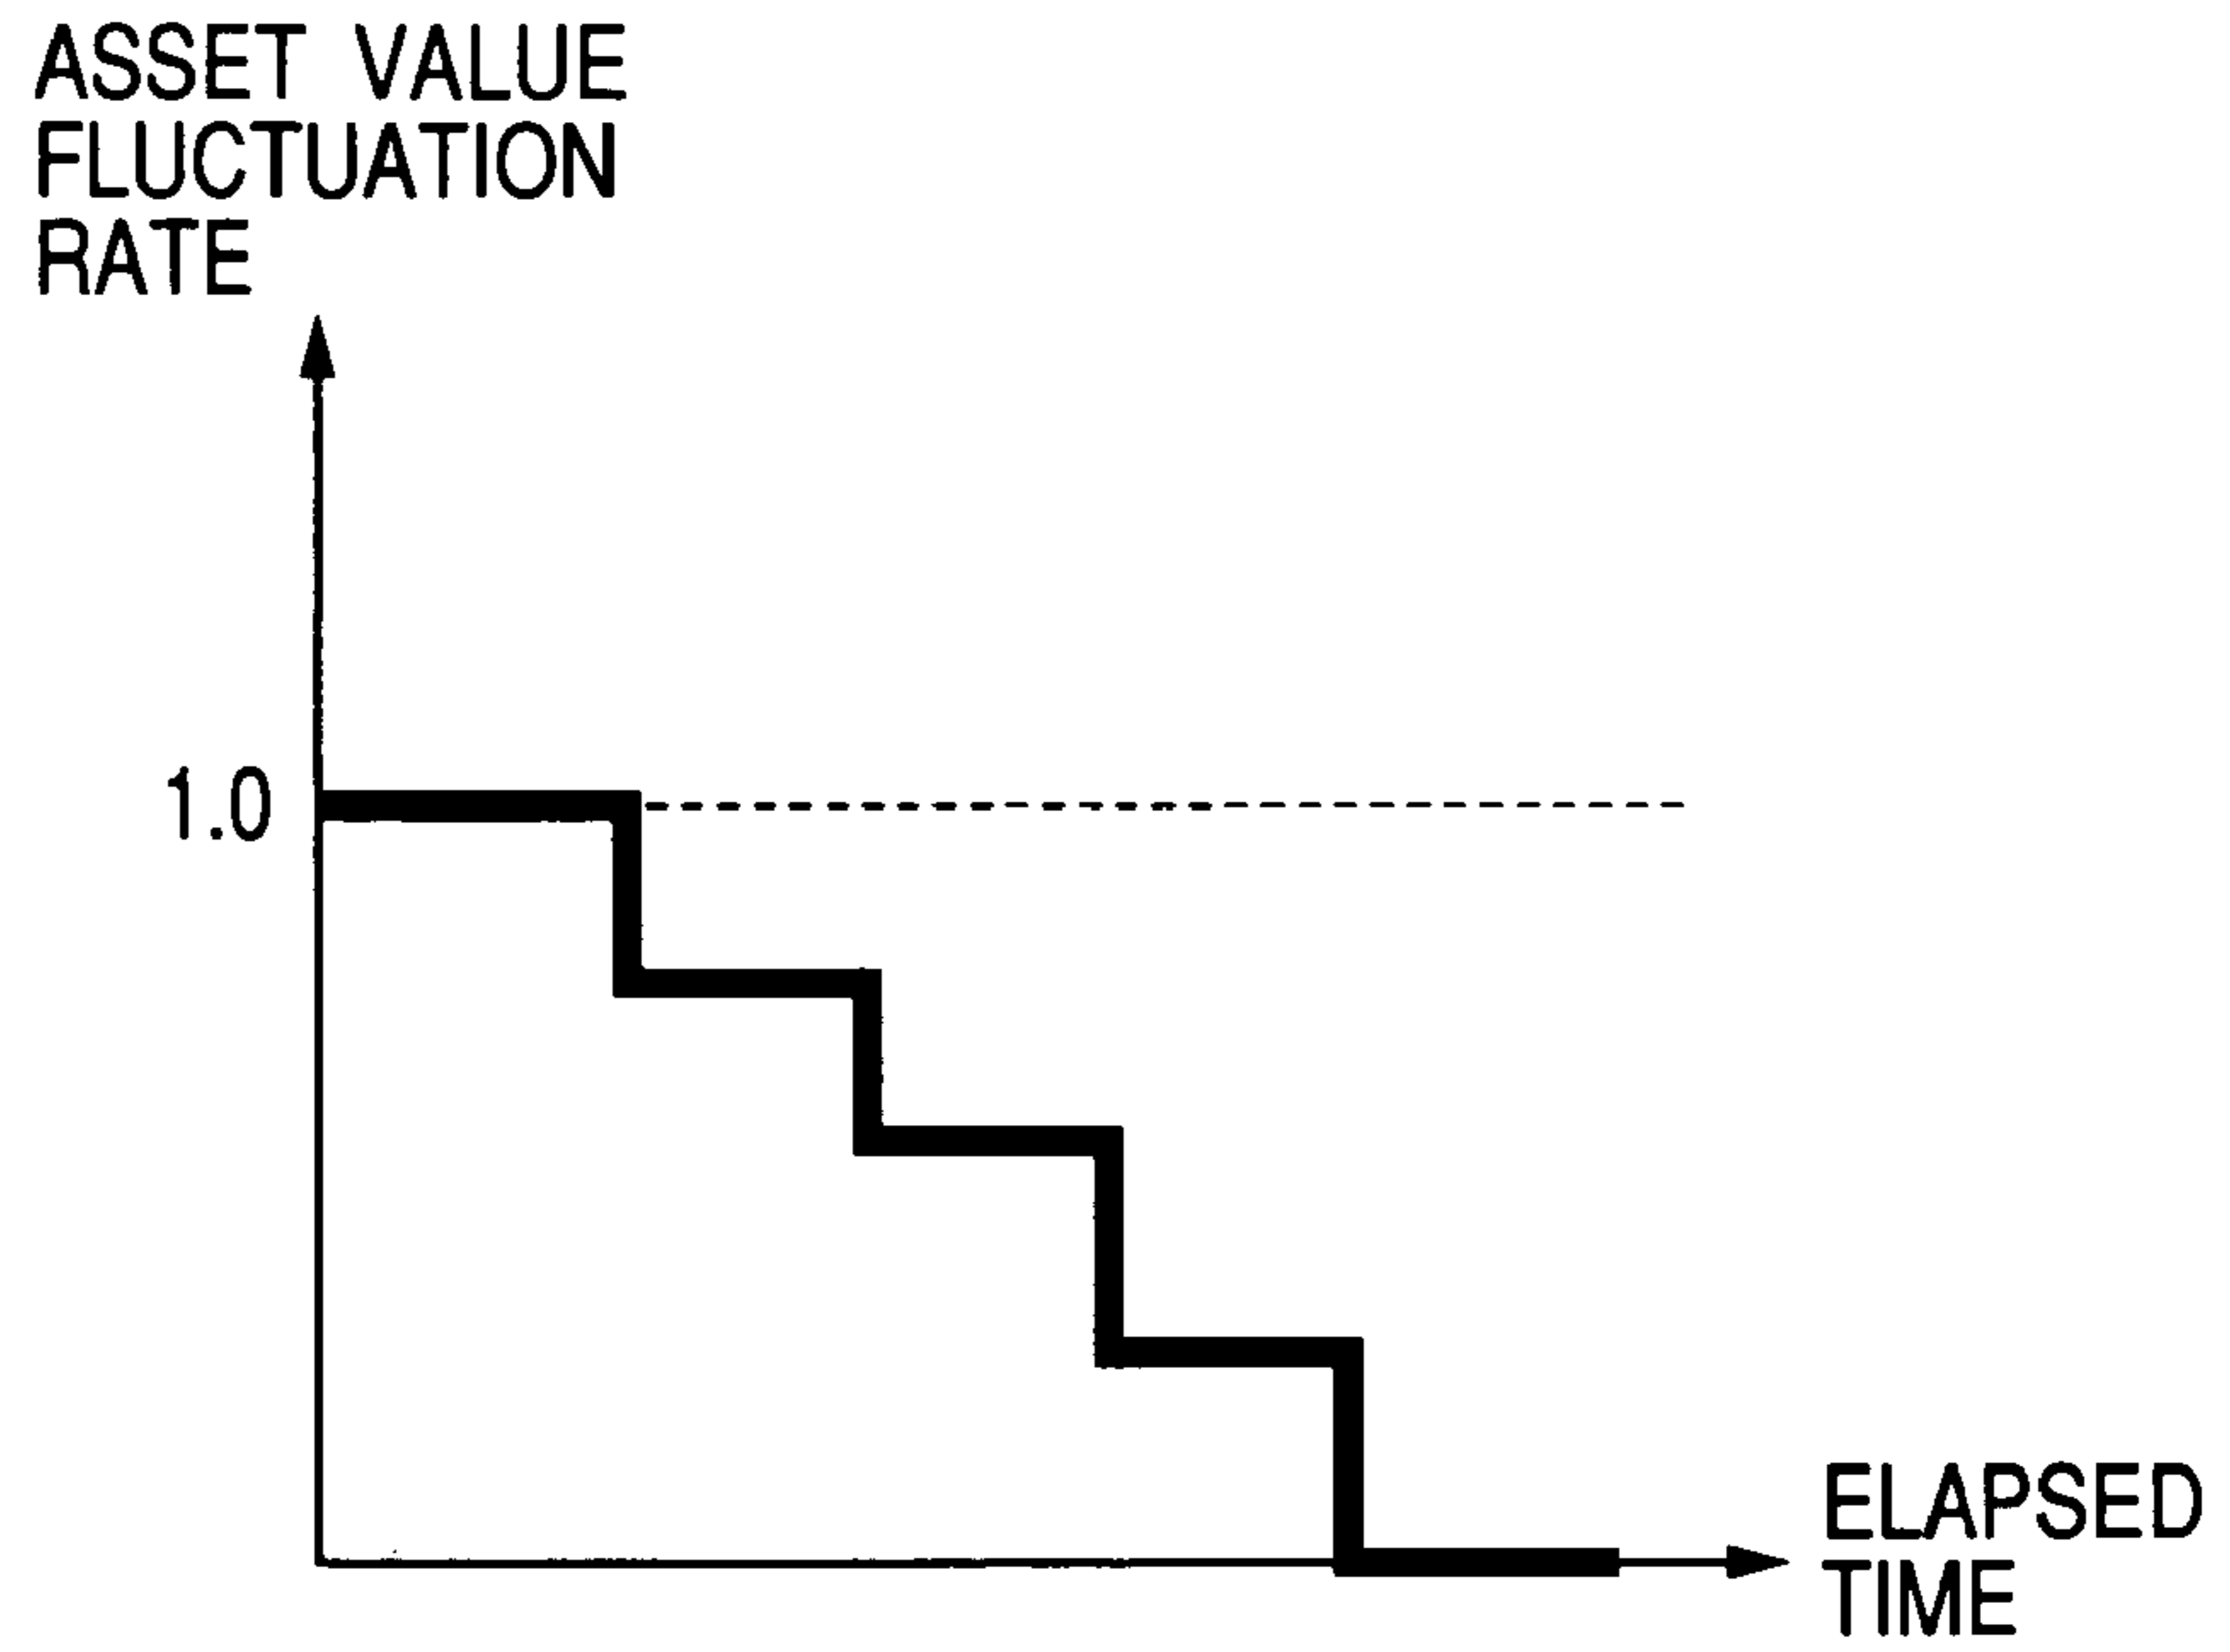 ASSET VALUE
FLUCTUATION
RATE
1.0
ELAPSED
TIME